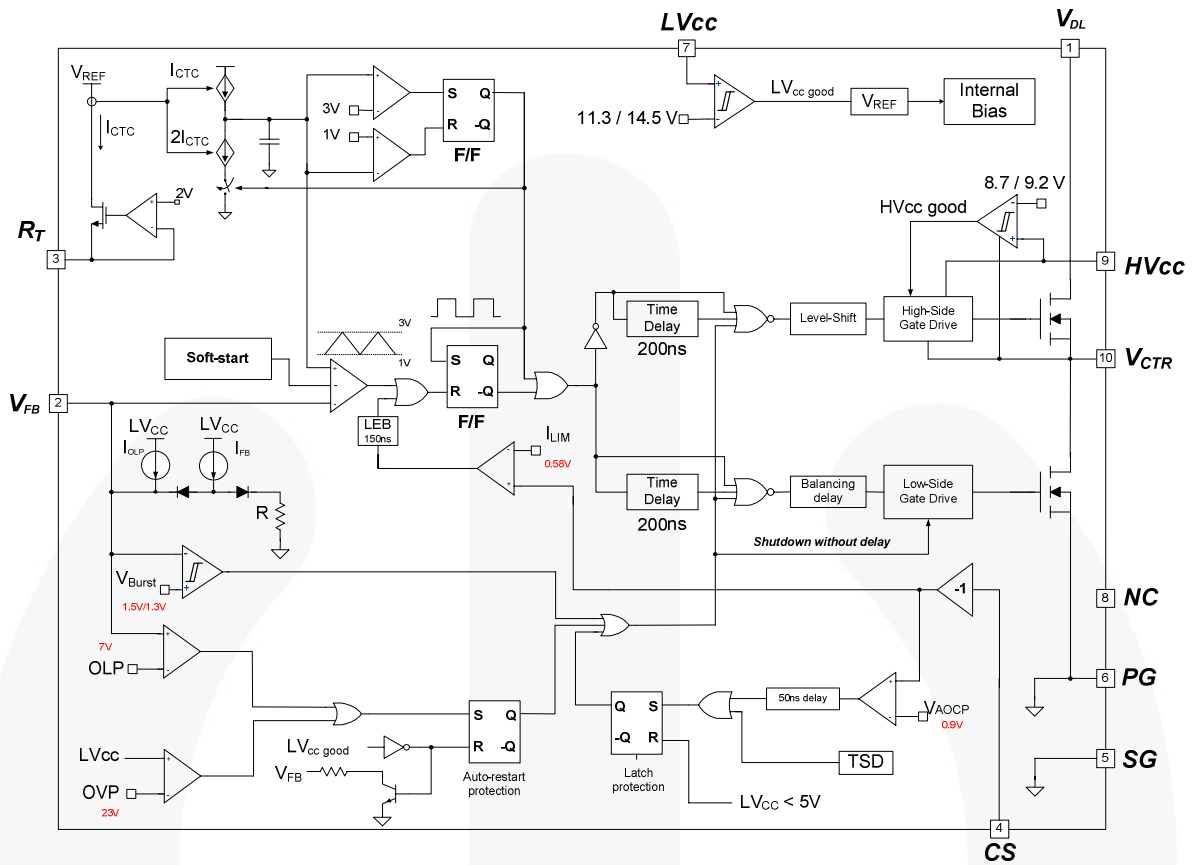 LVcc
VDL
7
1
VREF
ICTC
ICTC
2ICTC
3V
1V
S Q
R -Q
F/F
+
-
+
-
+
-
11.3 / 14.5 V
LVcc good
VREF
Internal
Bias
2V
+
-
RT
3
8.7 / 9.2 V
HVcc good
-
+
9
HVcc
Time
Delay
200ns
Level-Shift
High-Side
Gate Drive
10
VCTR
Soft-start
3V
1V
+
-
-
S Q
R -Q
F/F
VFB
2
LEB
150ns
LVCC
LVCC
IOLP
IFB
R
ILIM
0.58V
-
+
Time
Delay
200ns
Balancing
delay
Low-Side
Gate Drive
Shutdown without delay
VBurst
1.5V/1.3V
-
+
-1
8
NC
7V
OLP
+
-
6
PG
LVcc
OVP
23V
+
-
LVcc good
VFB
S Q
R -Q
Auto-restart
protection
Q S
-Q R
Latch
protection
50ns delay
+
-
VAOCP
0.9V
TSD
LVCC < 5V
5
SG
4
CS